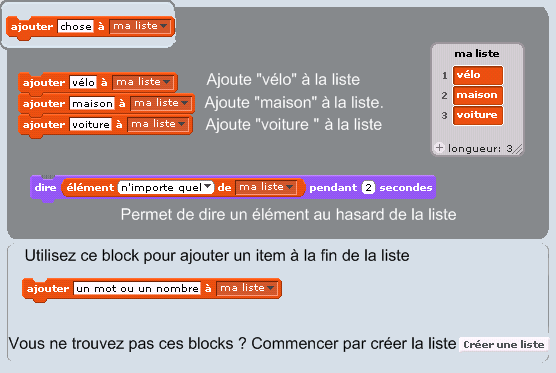 ajouter chose à ma liste
ma liste
1 vélo
2 maison
3 voiture
+ longueur: 3
ajouter vélo à ma liste Ajoute "vélo" à la liste
ajouter maison à ma liste Ajoute "maison" à la liste.
ajouter voiture à ma liste Ajoute "voiture " à la liste
dire élément n'importe quel de ma liste pendant 2 secondes
Permet de dire un élément au hasard de la liste
Utilisez ce block pour ajouter un item à la fin de la liste
ajouter un mot ou un nombre à ma liste
Vous ne trouvez pas ces blocks ? Commencer par créer la liste Créer une liste